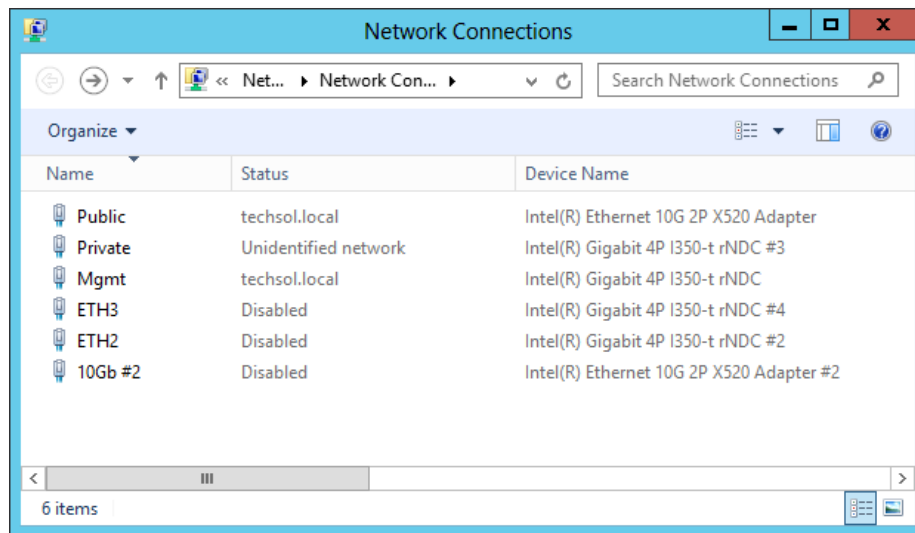 Network Connections
« Net... Network Con... Search Network Connections
Organize
Name Status Device Name
Public techsol.local Intel(R) Ethernet 10G 2P X520 Adapter
Private Unidentified network Intel(R) Gigabit 4P I350-t rNDC #3
Mgmt techsol.local Intel(R) Gigabit 4P I350-t rNDC
ETH3 Disabled Intel(R) Gigabit 4P I350-t rNDC #4
ETH2 Disabled Intel(R) Gigabit 4P I350-t rNDC #2
10Gb #2 Disabled Intel(R) Ethernet 10G 2P X520 Adapter #2
6 items